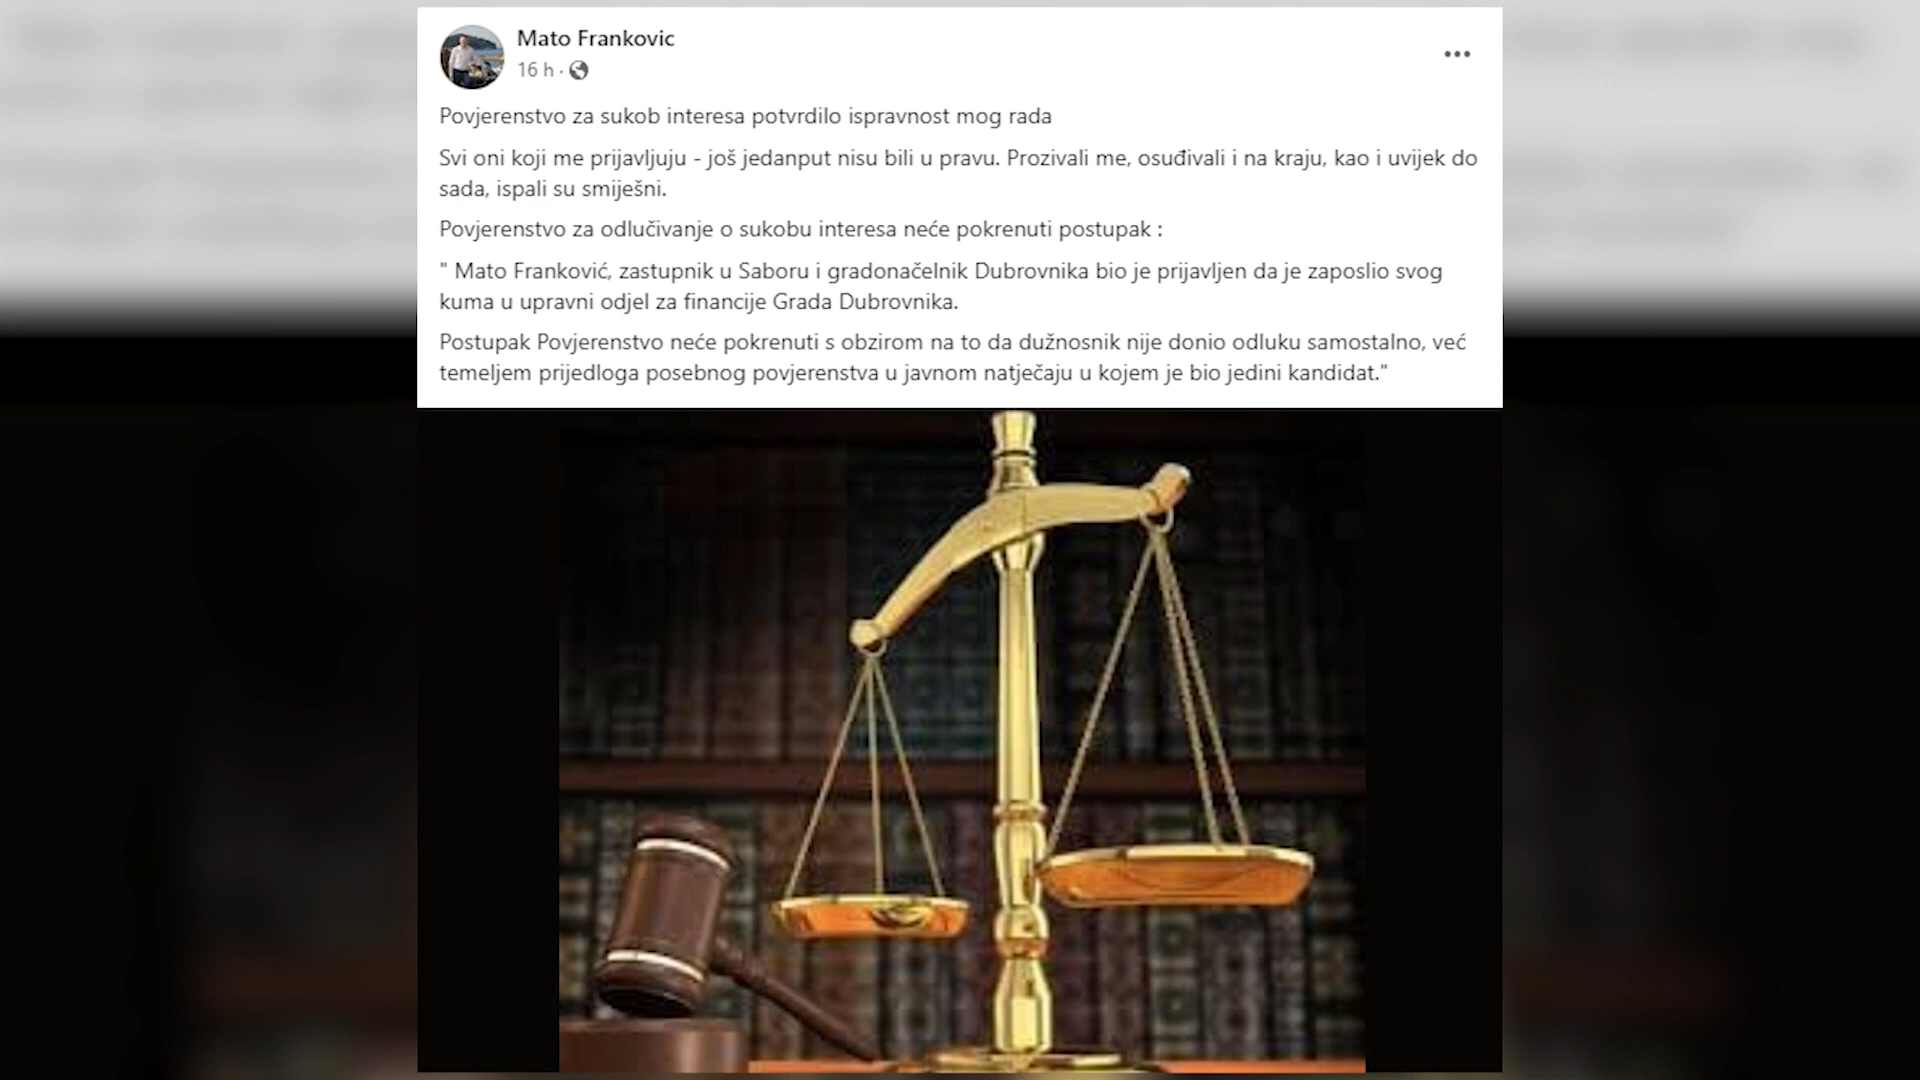 Mato Frankovic
16 h ·
Povjerenstvo za sukob interesa potvrdilo ispravnost mog rada
Svi oni koji me prijavljuju - još jedanput nisu bili u pravu. Prozivali me, osuđivali i na kraju, kao i uvijek do
sada, ispali su smiješni.
Povjerenstvo za odlučivanje o sukobu interesa neće pokrenuti postupak :
" Mato Franković, zastupnik u Saboru i gradonačelnik Dubrovnika bio je prijavljen da je zaposlio svog
kuma u upravni odjel za financije Grada Dubrovnika.
Postupak Povjerenstvo neće pokrenuti s obzirom na to da dužnosnik nije donio odluku samostalno, već
temeljem prijedloga posebnog povjerenstva u javnom natječaju u kojem je bio jedini kandidat."